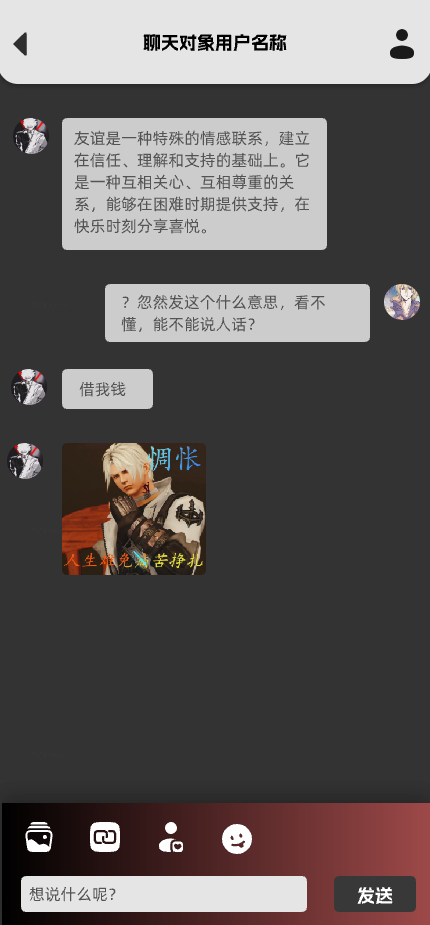 聊天对象用户名称
友谊是一种特殊的情感联系，建立
在信任、理解和支持的基础上。它
是一种互相关心、互相尊重的关
系，能够在困难时期提供支持，在
快乐时刻分享喜悦。
？忽然发这个什么意思，看不
懂，能不能说人话？
借我钱
惆怅
人生难免痛苦挣扎
想说什么呢？
发送